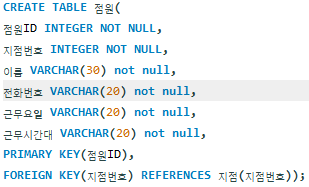 CREATE TABLE 점원(
점원ID INTEGER NOT NULL,
지점번호 INTEGER NOT NULL,
이름 VARCHAR(30) not null,
전화번호 VARCHAR(20) not null,
근무요일 VARCHAR(20) not null,
근무시간대 VARCHAR(20) not null,
PRIMARY KEY(점원ID),
FOREIGN KEY(지점번호) REFERENCES 지점(지점번호));